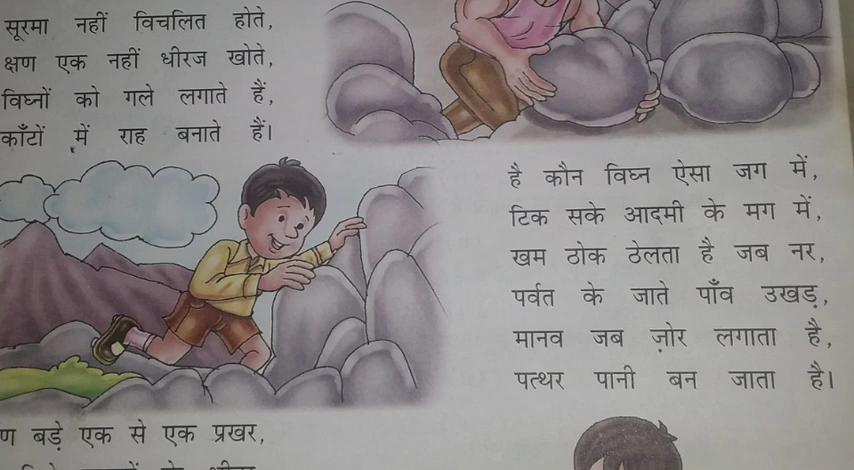 सूरमा नहीं विचलित होते,
क्षण एक नहीं धीरज खोते,
विघ्नों को गले लगाते हैं,
काँटों में राह बनाते हैं।
है कौन विघ्न ऐसा जग में,
टिक सके आदमी के मग में,
खम ठोक ठेलता है जब नर,
पर्वत के जाते पाँव उखड़,
मानव जब ज़ोर लगाता है,
पत्थर पानी बन जाता है।
बड़े एक से एक प्रखर,